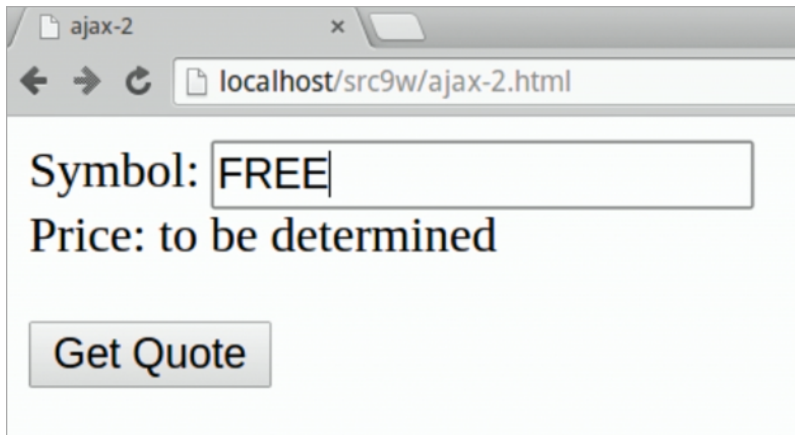 ajax-2
localhost/src9w/ajax-2.html
Symbol: FREE
Price: to be determined
Get Quote